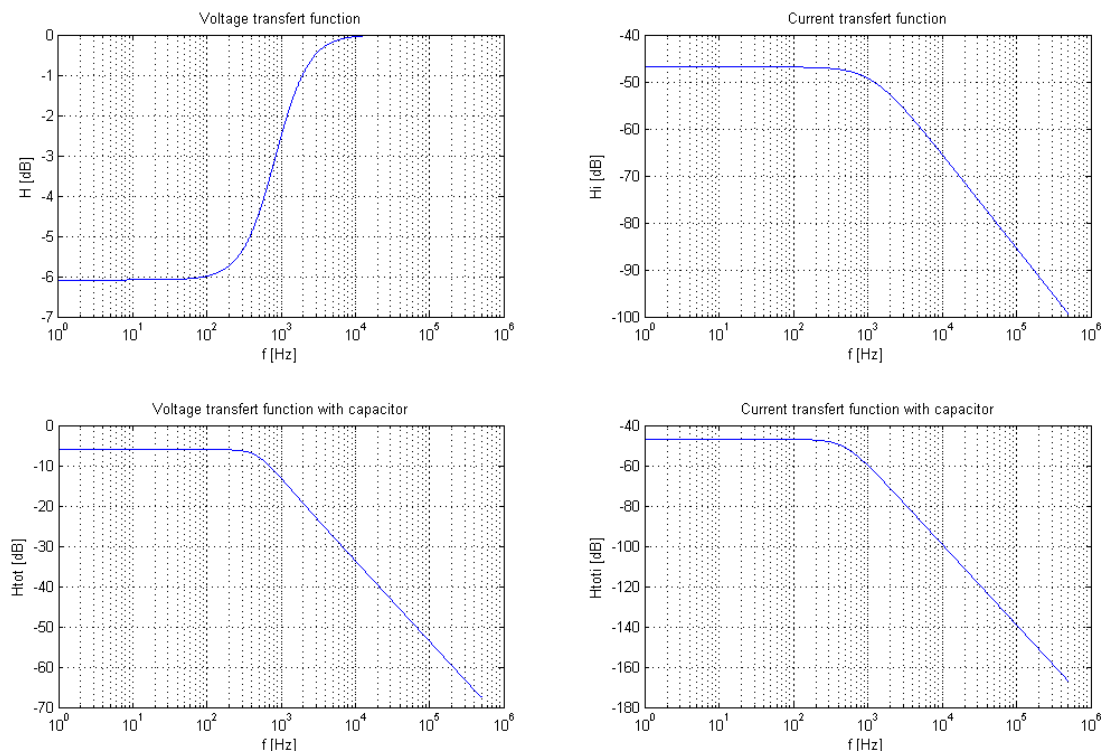 Voltage transfert function
0
-1
-2
-3
-4
-5
-6
-7
H [dB]
10^0 10^1 10^2 10^3 10^4 10^5 10^6
f [Hz]
Current transfert function
-40
-50
-60
-70
-80
-90
-100
Hi [dB]
10^0 10^1 10^2 10^3 10^4 10^5 10^6
f [Hz]
Voltage transfert function with capacitor
0
-10
-20
-30
-40
-50
-60
-70
Htot [dB]
10^0 10^1 10^2 10^3 10^4 10^5 10^6
f [Hz]
Current transfert function with capacitor
-40
-60
-80
-100
-120
-140
-160
-180
Htoti [dB]
10^0 10^1 10^2 10^3 10^4 10^5 10^6
f [Hz]